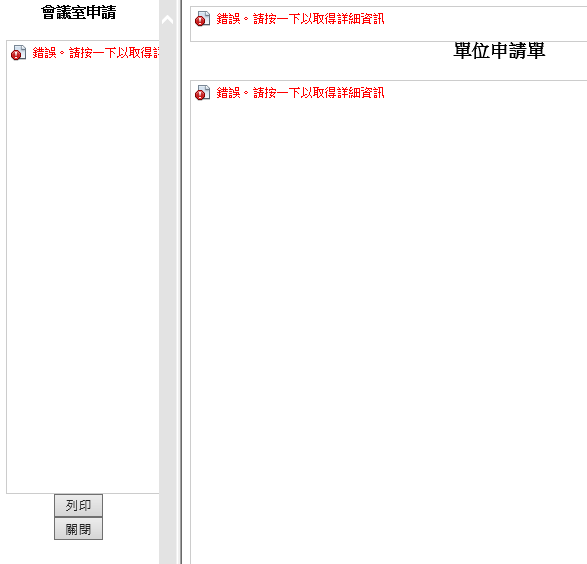 會議室申請
錯誤。請按一下以取得
列印
關閉
錯誤。請按一下以取得詳細資訊
單位申請單
錯誤。請按一下以取得詳細資訊